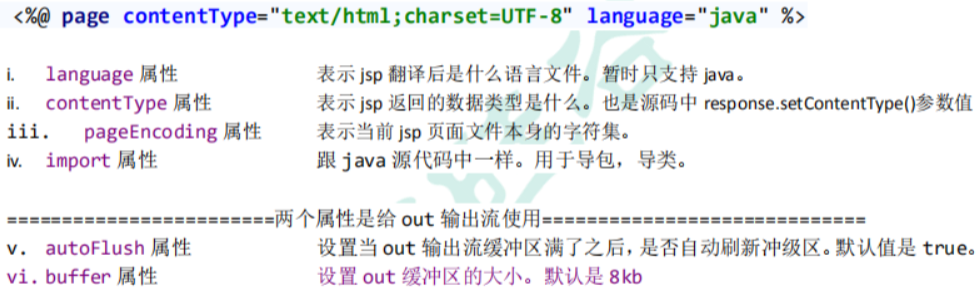 <%@ page contentType="text/html;charset=UTF-8" language="java" %>
i. language 属性 表示 jsp 翻译后是什么语言文件。暂时只支持 java。
ii. contentType 属性 表示 jsp 返回的数据类型是什么。也是源码中 response.setContentType()参数值
iii. pageEncoding 属性 表示当前 jsp 页面文件本身的字符集。
iv. import 属性 跟 java 源代码中一样。用于导包，导类。
========================两个属性是给 out 输出流使用=============================
v. autoFlush 属性 设置当 out 输出流缓冲区满了之后，是否自动刷新冲级区。默认值是 true。
vi. buffer 属性 设置 out 缓冲区的大小。默认是 8kb